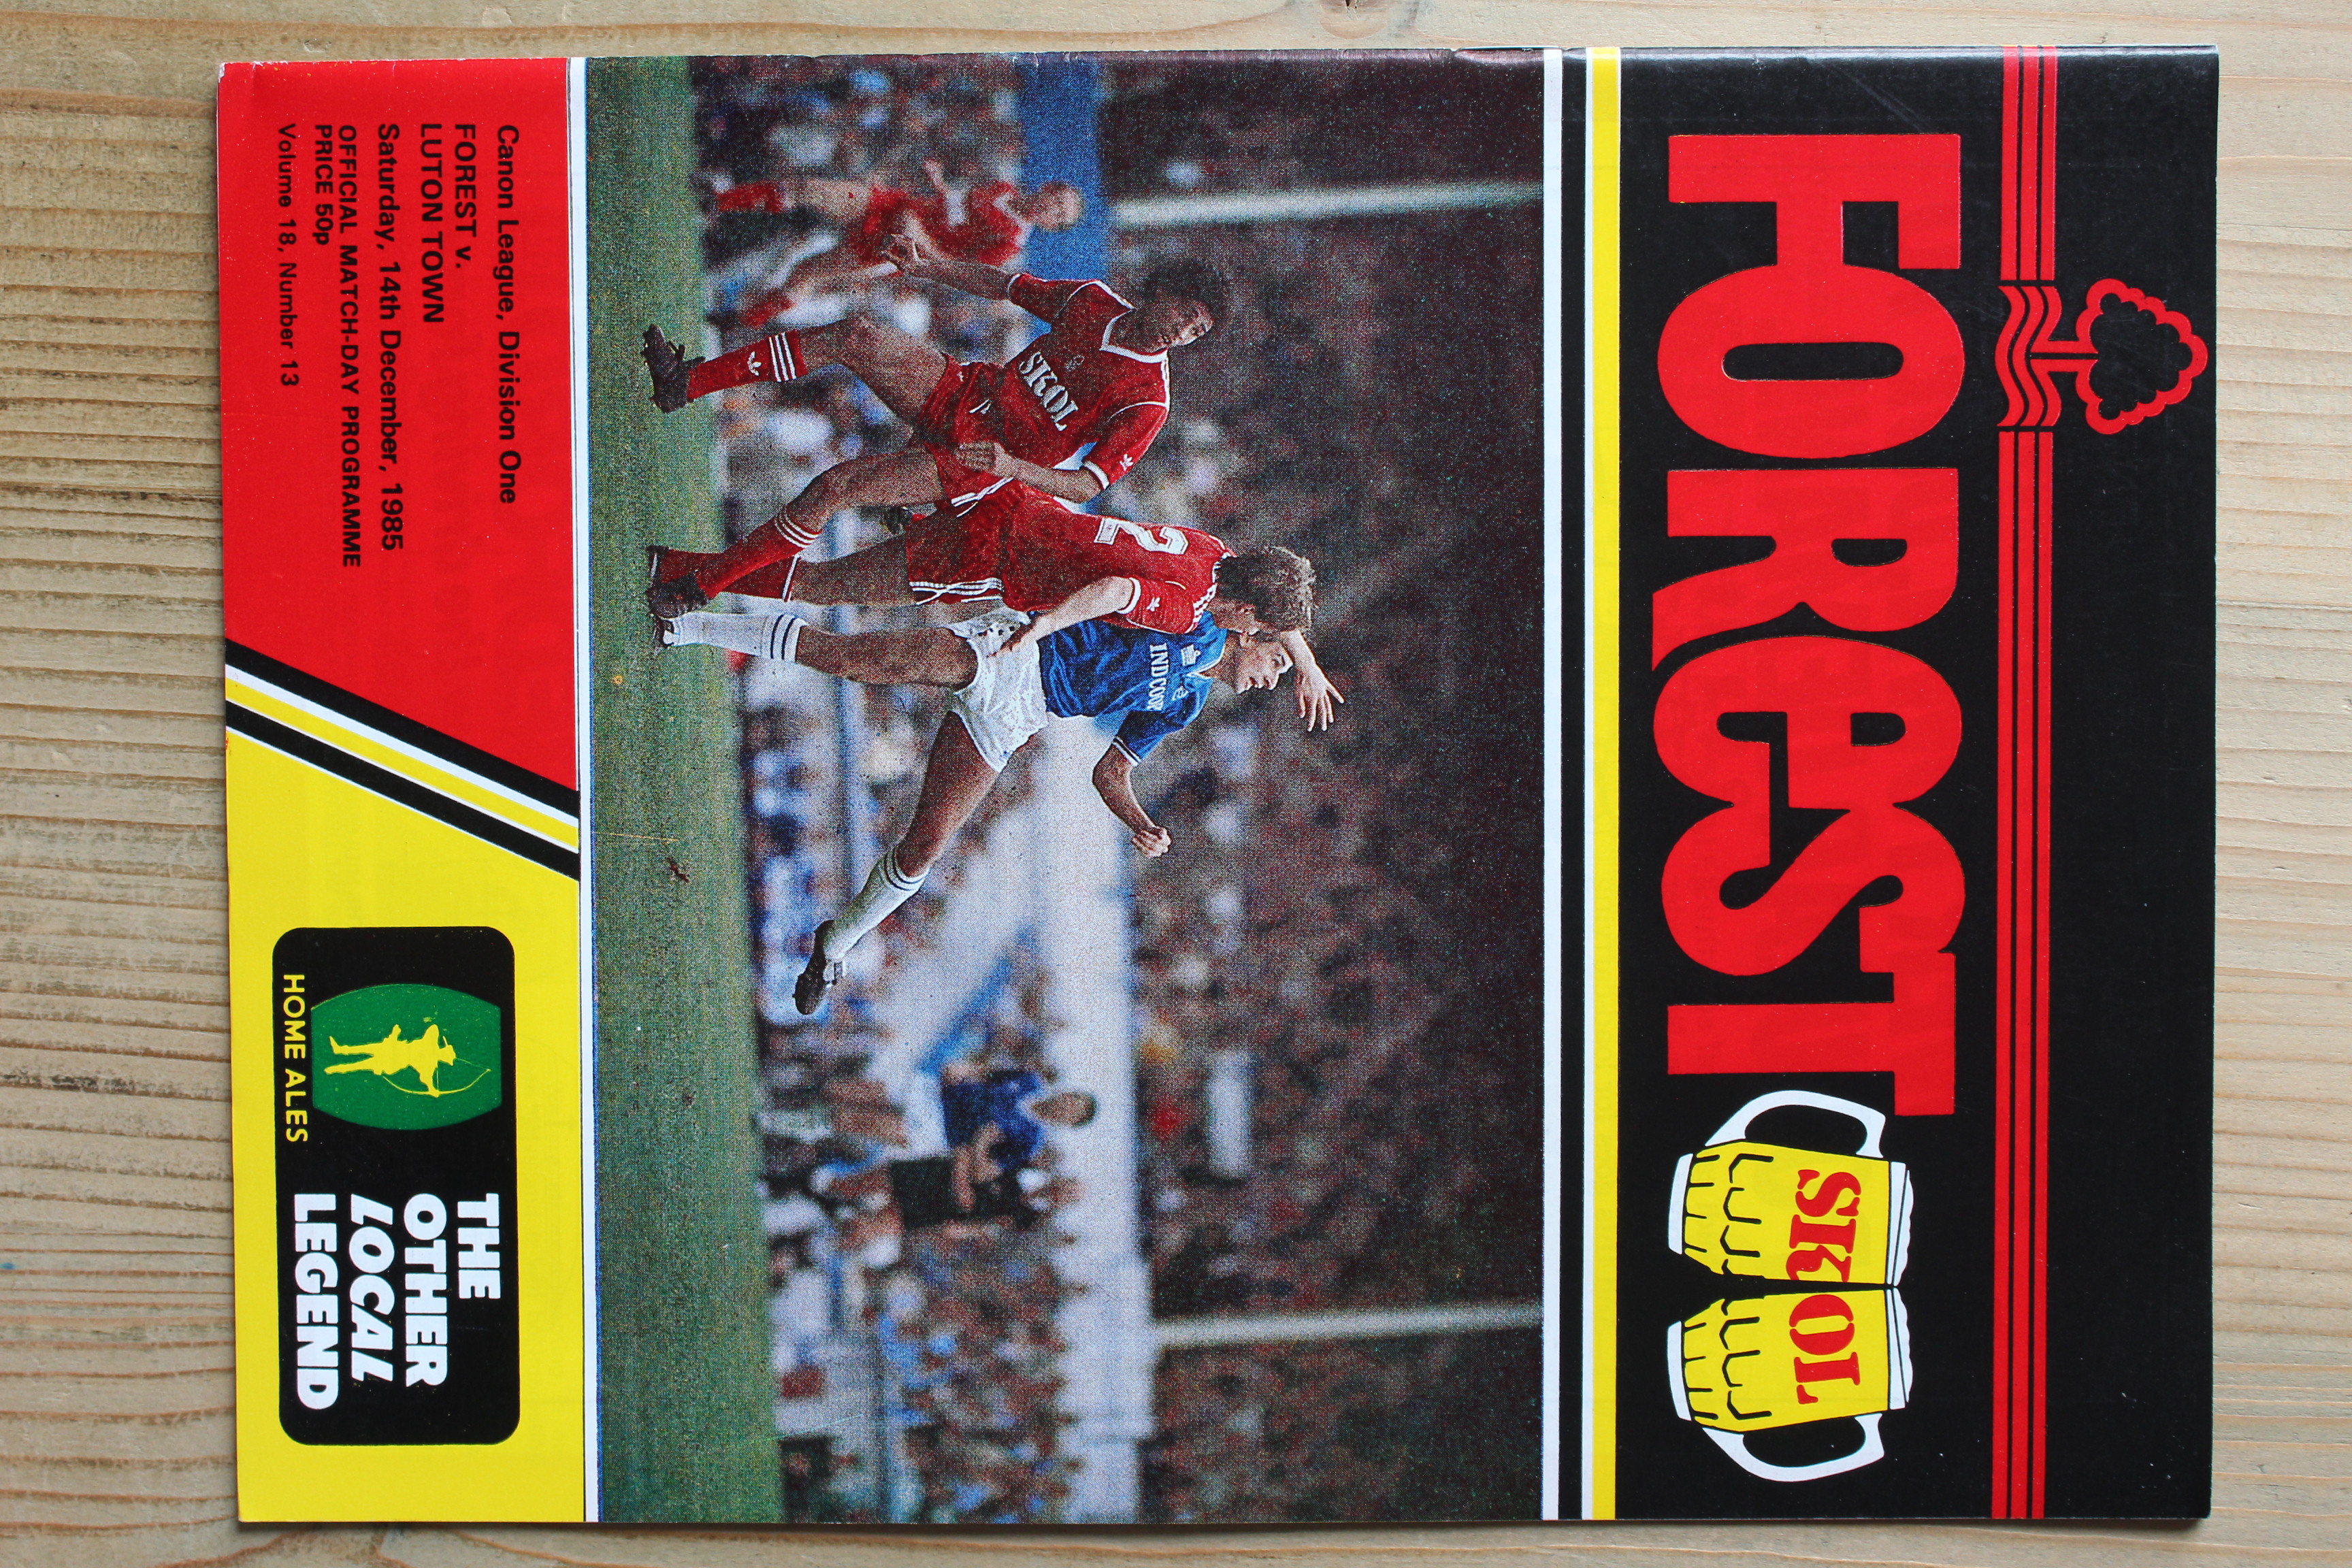 FOREST
SKOL
SKOL
2
INDCOOR
Canon League, Division One
FOREST v.
LUTON TOWN
Saturday, 14th December, 1985
OFFICIAL MATCH-DAY PROGRAMME
PRICE 50p
Volume 18, Number 13
HOME ALES
THE
OTHER
LOCAL
LEGEND